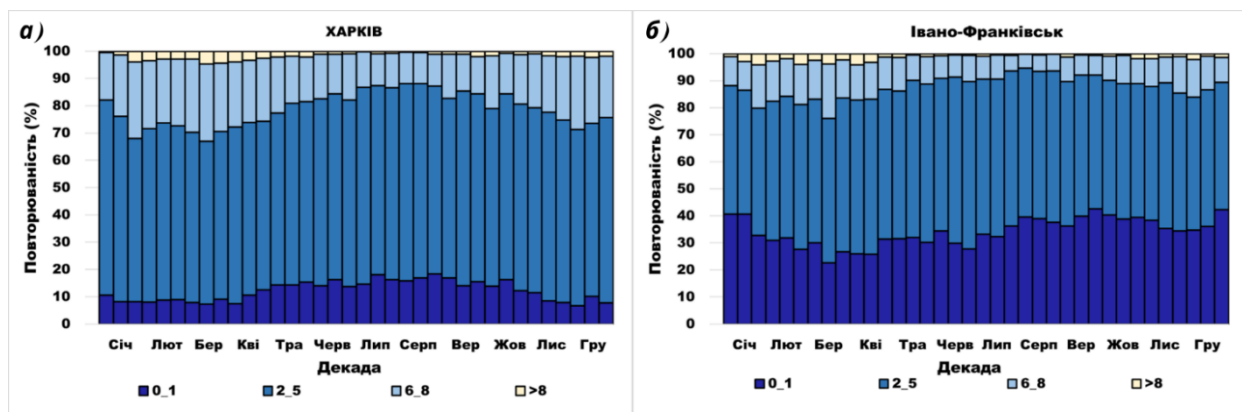 а)
ХАРКІВ
Повторюваність (%)
100
90
80
70
60
50
40
30
20
10
0
Січ Лют Бер Кві Тра Черв Лип Серп Вер Жов Лис Гру
Декада
0_1 2_5 6_8 >8
б)
Івано-Франківськ
Повторюваність (%)
100
90
80
70
60
50
40
30
20
10
0
Січ Лют Бер Кві Тра Черв Лип Серп Вер Жов Лис Гру
Декада
0_1 2_5 6_8 >8